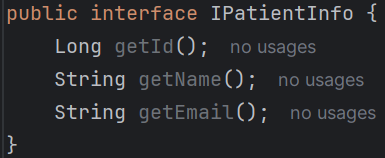 public interface IPatientInfo {
Long getId(); no usages
String getName(); no usages
String getEmail(); no usages
}